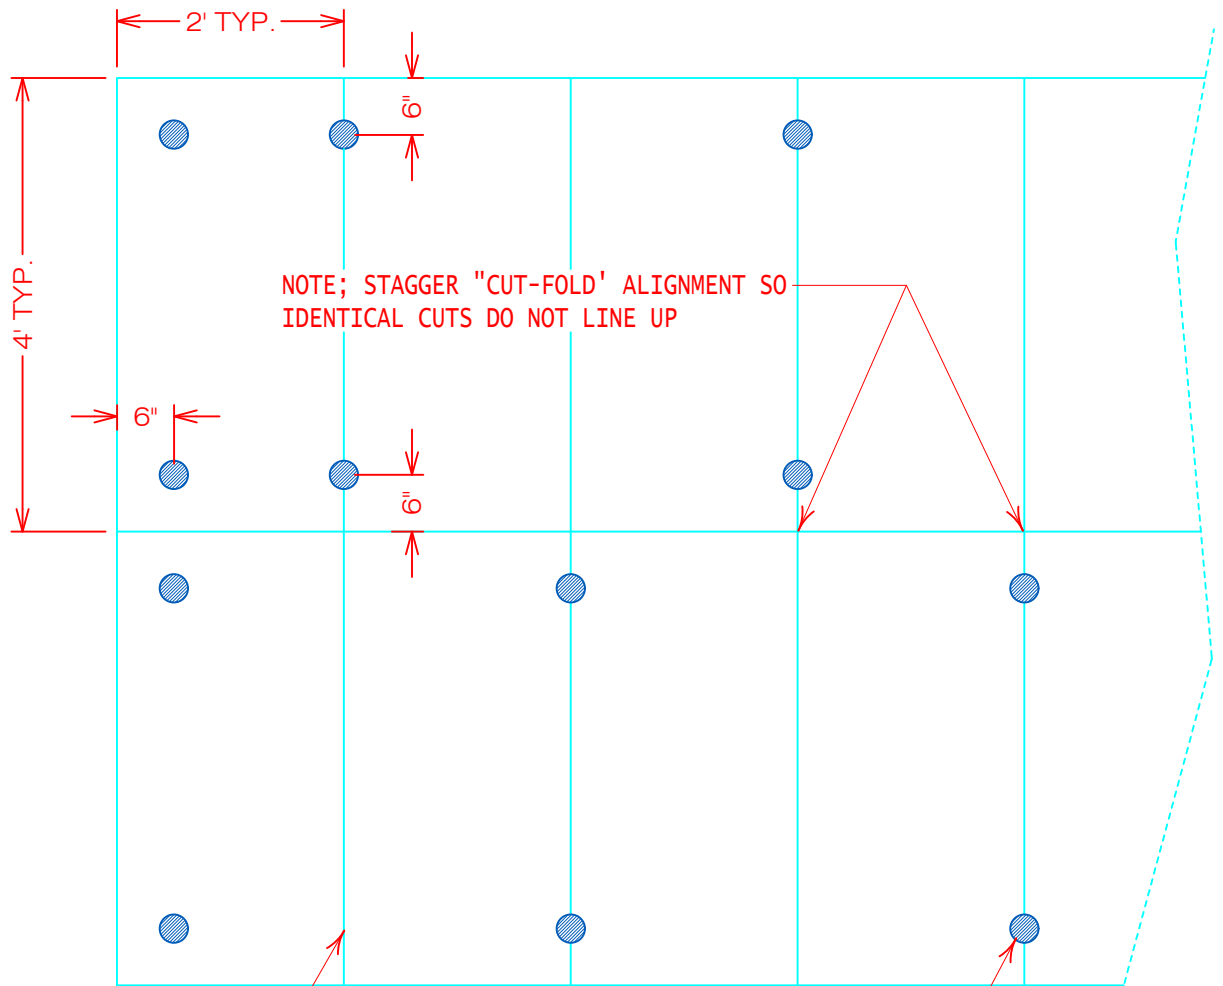 2' TYP.
6"
NOTE; STAGGER "CUT-FOLD' ALIGNMENT SO
IDENTICAL CUTS DO NOT LINE UP
4' TYP.
6"
6"